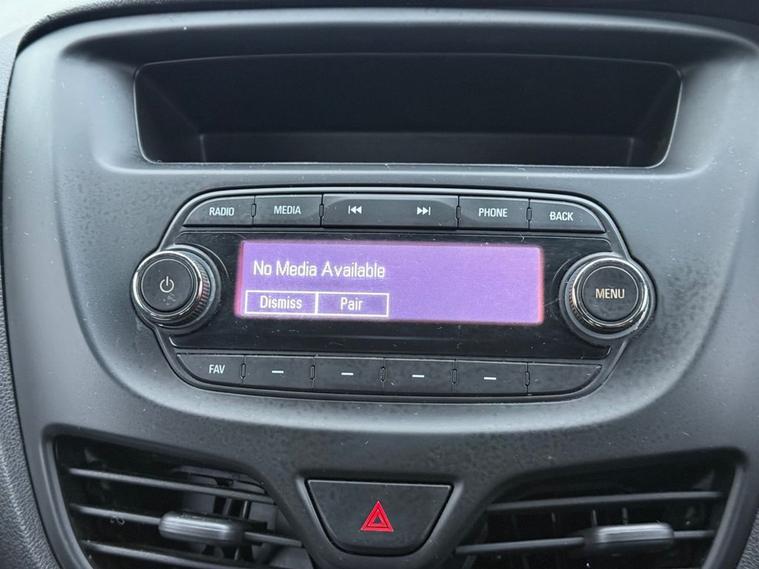 RADIO MEDIA PHONE BACK
No Media Available
Dismiss Pair
MENU
FAV